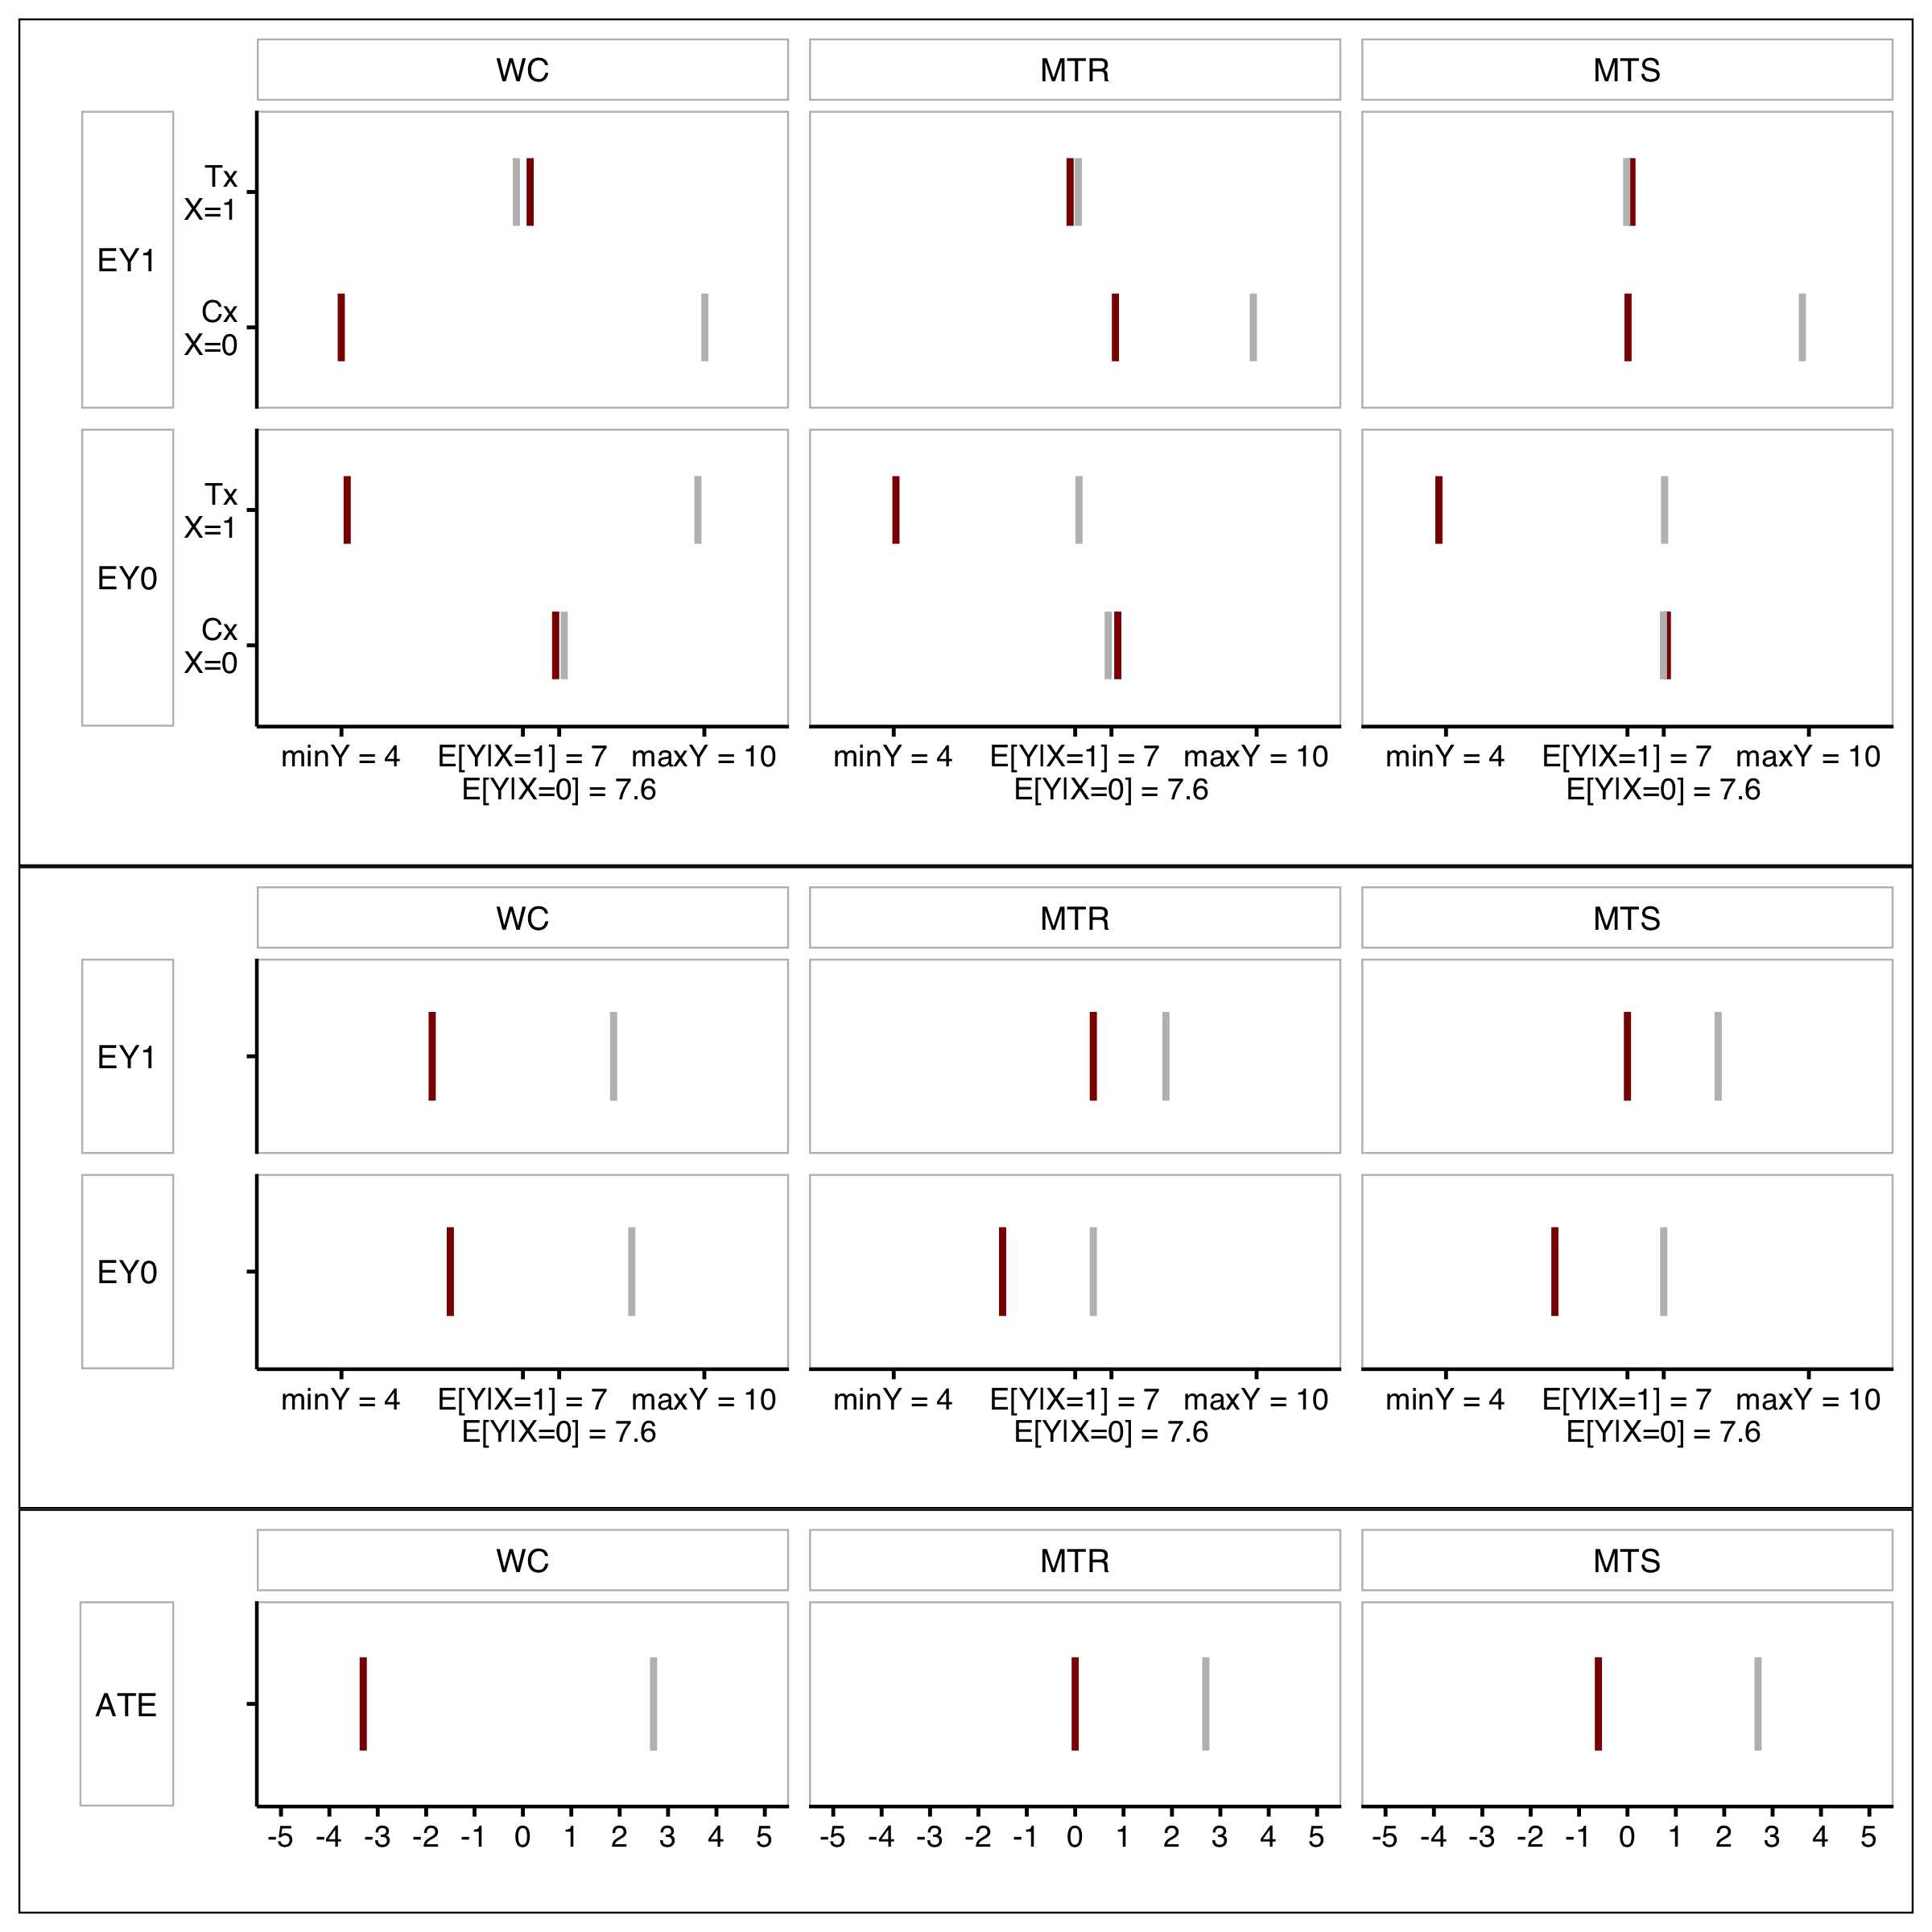 WC MTR MTS
EY1
Tx
X=1
Cx
X=0
EY0
Tx
X=1
Cx
X=0
minY = 4 E[Y|X=1] = 7 maxY = 10 minY = 4 E[Y|X=1] = 7 maxY = 10 minY = 4 E[Y|X=1] = 7 maxY = 10
E[Y|X=0] = 7.6 E[Y|X=0] = 7.6 E[Y|X=0] = 7.6
WC MTR MTS
EY1
EY0
minY = 4 E[Y|X=1] = 7 maxY = 10 minY = 4 E[Y|X=1] = 7 maxY = 10 minY = 4 E[Y|X=1] = 7 maxY = 10
E[Y|X=0] = 7.6 E[Y|X=0] = 7.6 E[Y|X=0] = 7.6
WC MTR MTS
ATE
-5 -4 -3 -2 -1 0 1 2 3 4 5 -5 -4 -3 -2 -1 0 1 2 3 4 5 -5 -4 -3 -2 -1 0 1 2 3 4 5